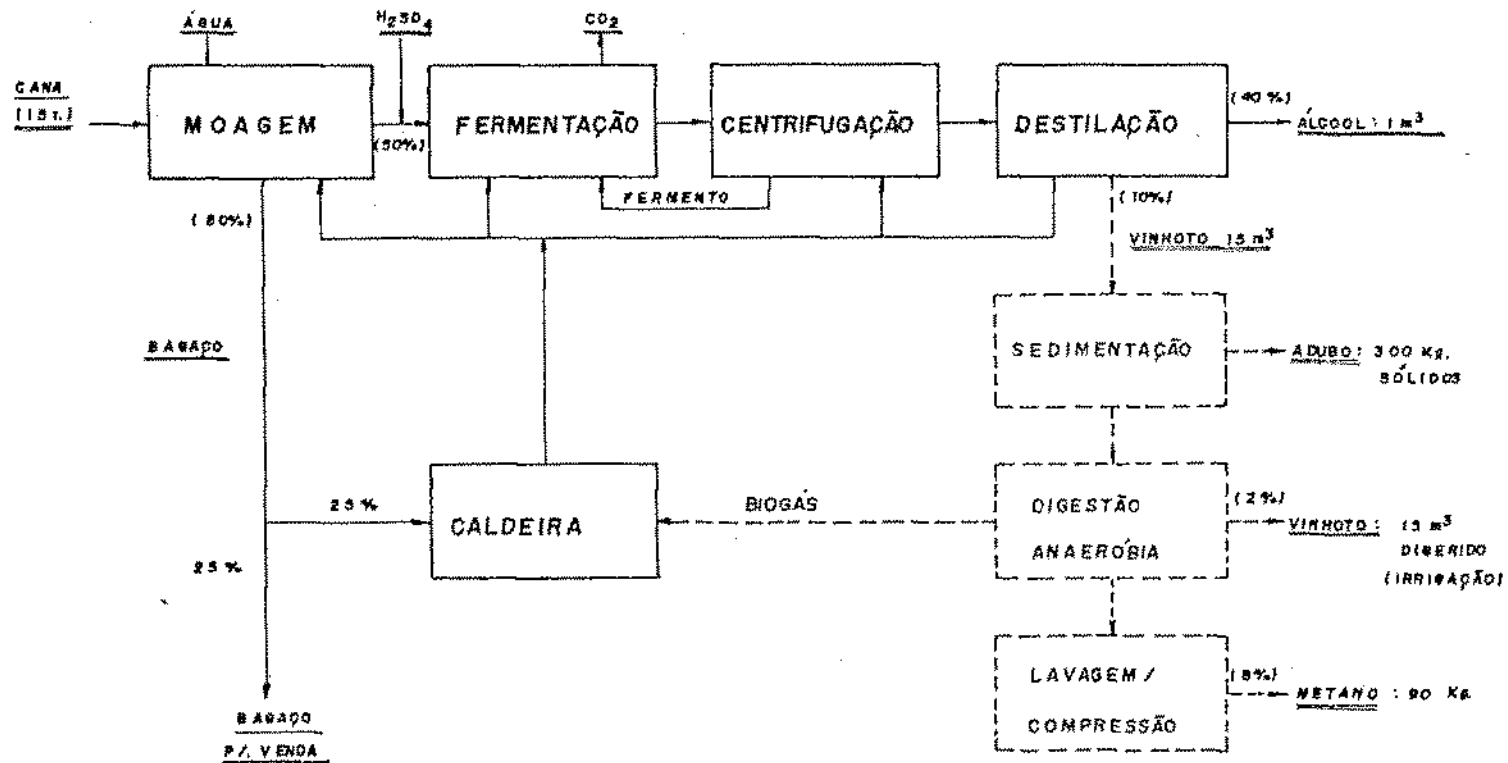 ÁGUA
H2SO4
CO2
CANA
(15 T.)
MOAGEM
(50%)
FERMENTAÇÃO
CENTRIFUGAÇÃO
DESTILAÇÃO
(40%)
ÁLCOOL: 1 m³
FERMENTO
(50%)
(10%)
VINHOTO 15 m³
BAGAÇO
SEDIMENTAÇÃO
ADUBO: 300 Kg.
SÓLIDOS
25%
CALDEIRA
BIOGÁS
DIGESTÃO
ANAERÓBIA
(2%)
VINHOTO: 15 m³
DIGERIDO
(IRRIGAÇÃO)
25%
LAVAGEM/
COMPRESSÃO
(8%)
METANO: 90 Kg.
BAGAÇO
P/. VENDA